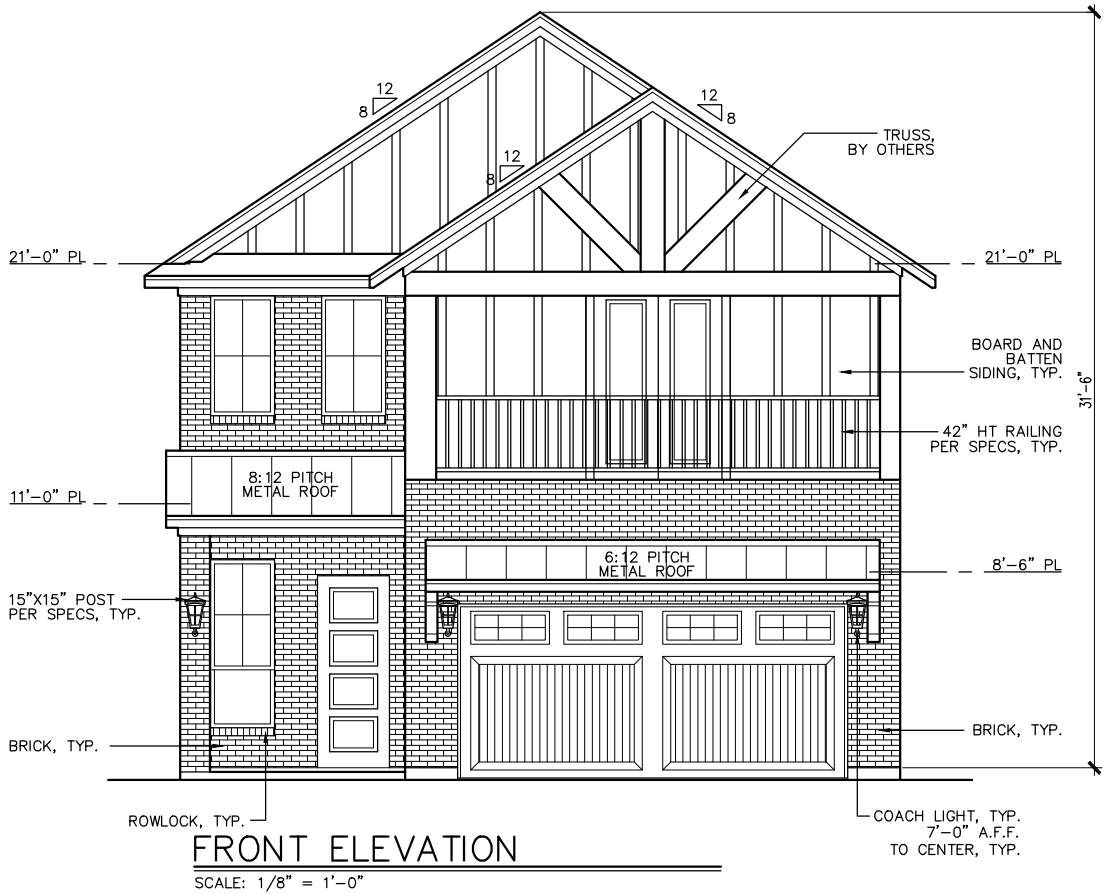 12
8
12
8
12
8
TRUSS,
BY OTHERS
21'-0" PL
21'-0" PL
BOARD AND
BATTEN
SIDING, TYP.
31'-6"
42" HT RAILING
PER SPECS, TYP.
8:12 PITCH
METAL ROOF
11'-0" PL
6:12 PITCH
METAL ROOF
8'-6" PL
15"X15" POST
PER SPECS, TYP.
BRICK, TYP.
BRICK, TYP.
ROWLOCK, TYP.
COACH LIGHT, TYP.
7'-0" A.F.F.
TO CENTER, TYP.
FRONT ELEVATION
SCALE: 1/8" = 1'-0"